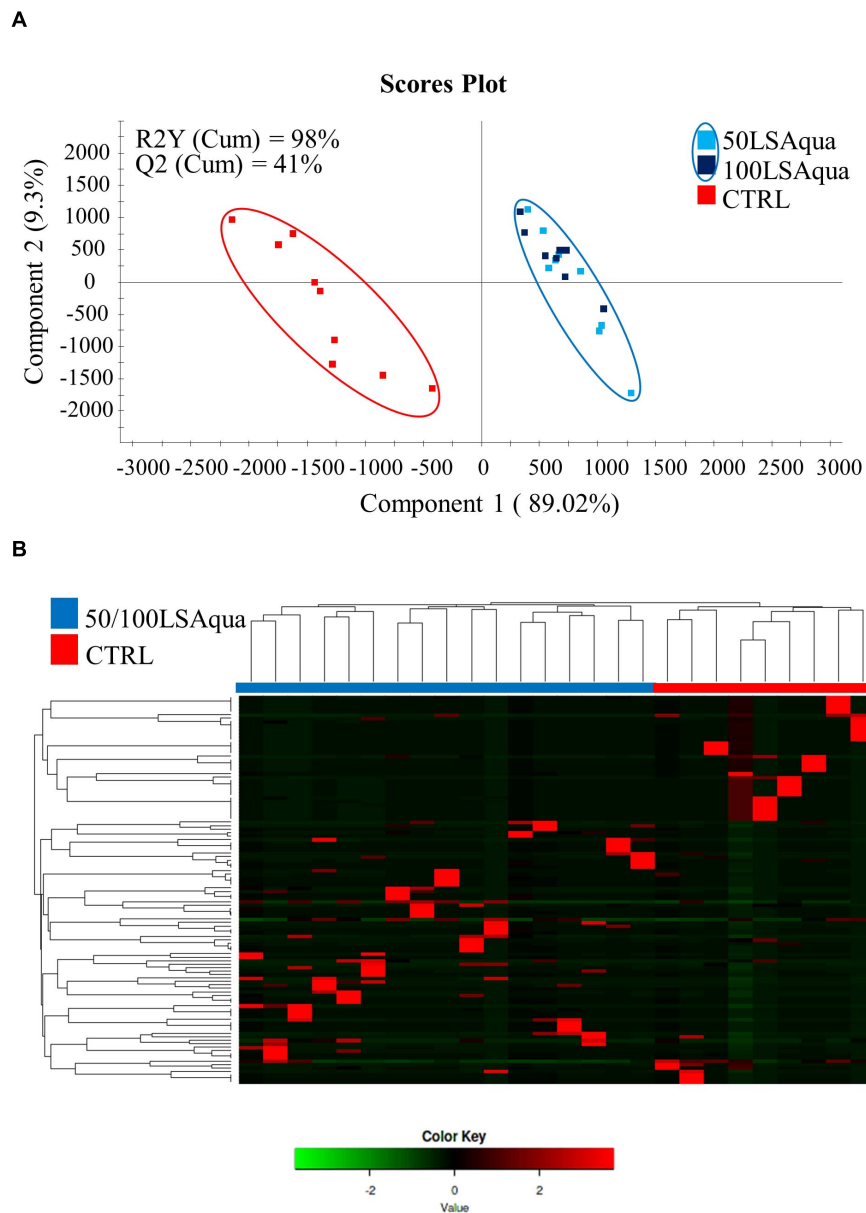 A
Scores Plot
R2Y (Cum) = 98%
Q2 (Cum) = 41%
50LSAqua
100LSAqua
CTRL
Component 2 (9.3%)
2000
1000
500
0
-500
-1000
-1500
-2000
-3000 -2500 -2000 -1500 -1000 -500 0 500 1000 1500 2000 2500 3000
Component 1 ( 89.02%)
B
50/100LSAqua
CTRL
Color Key
-2 0 2
Value